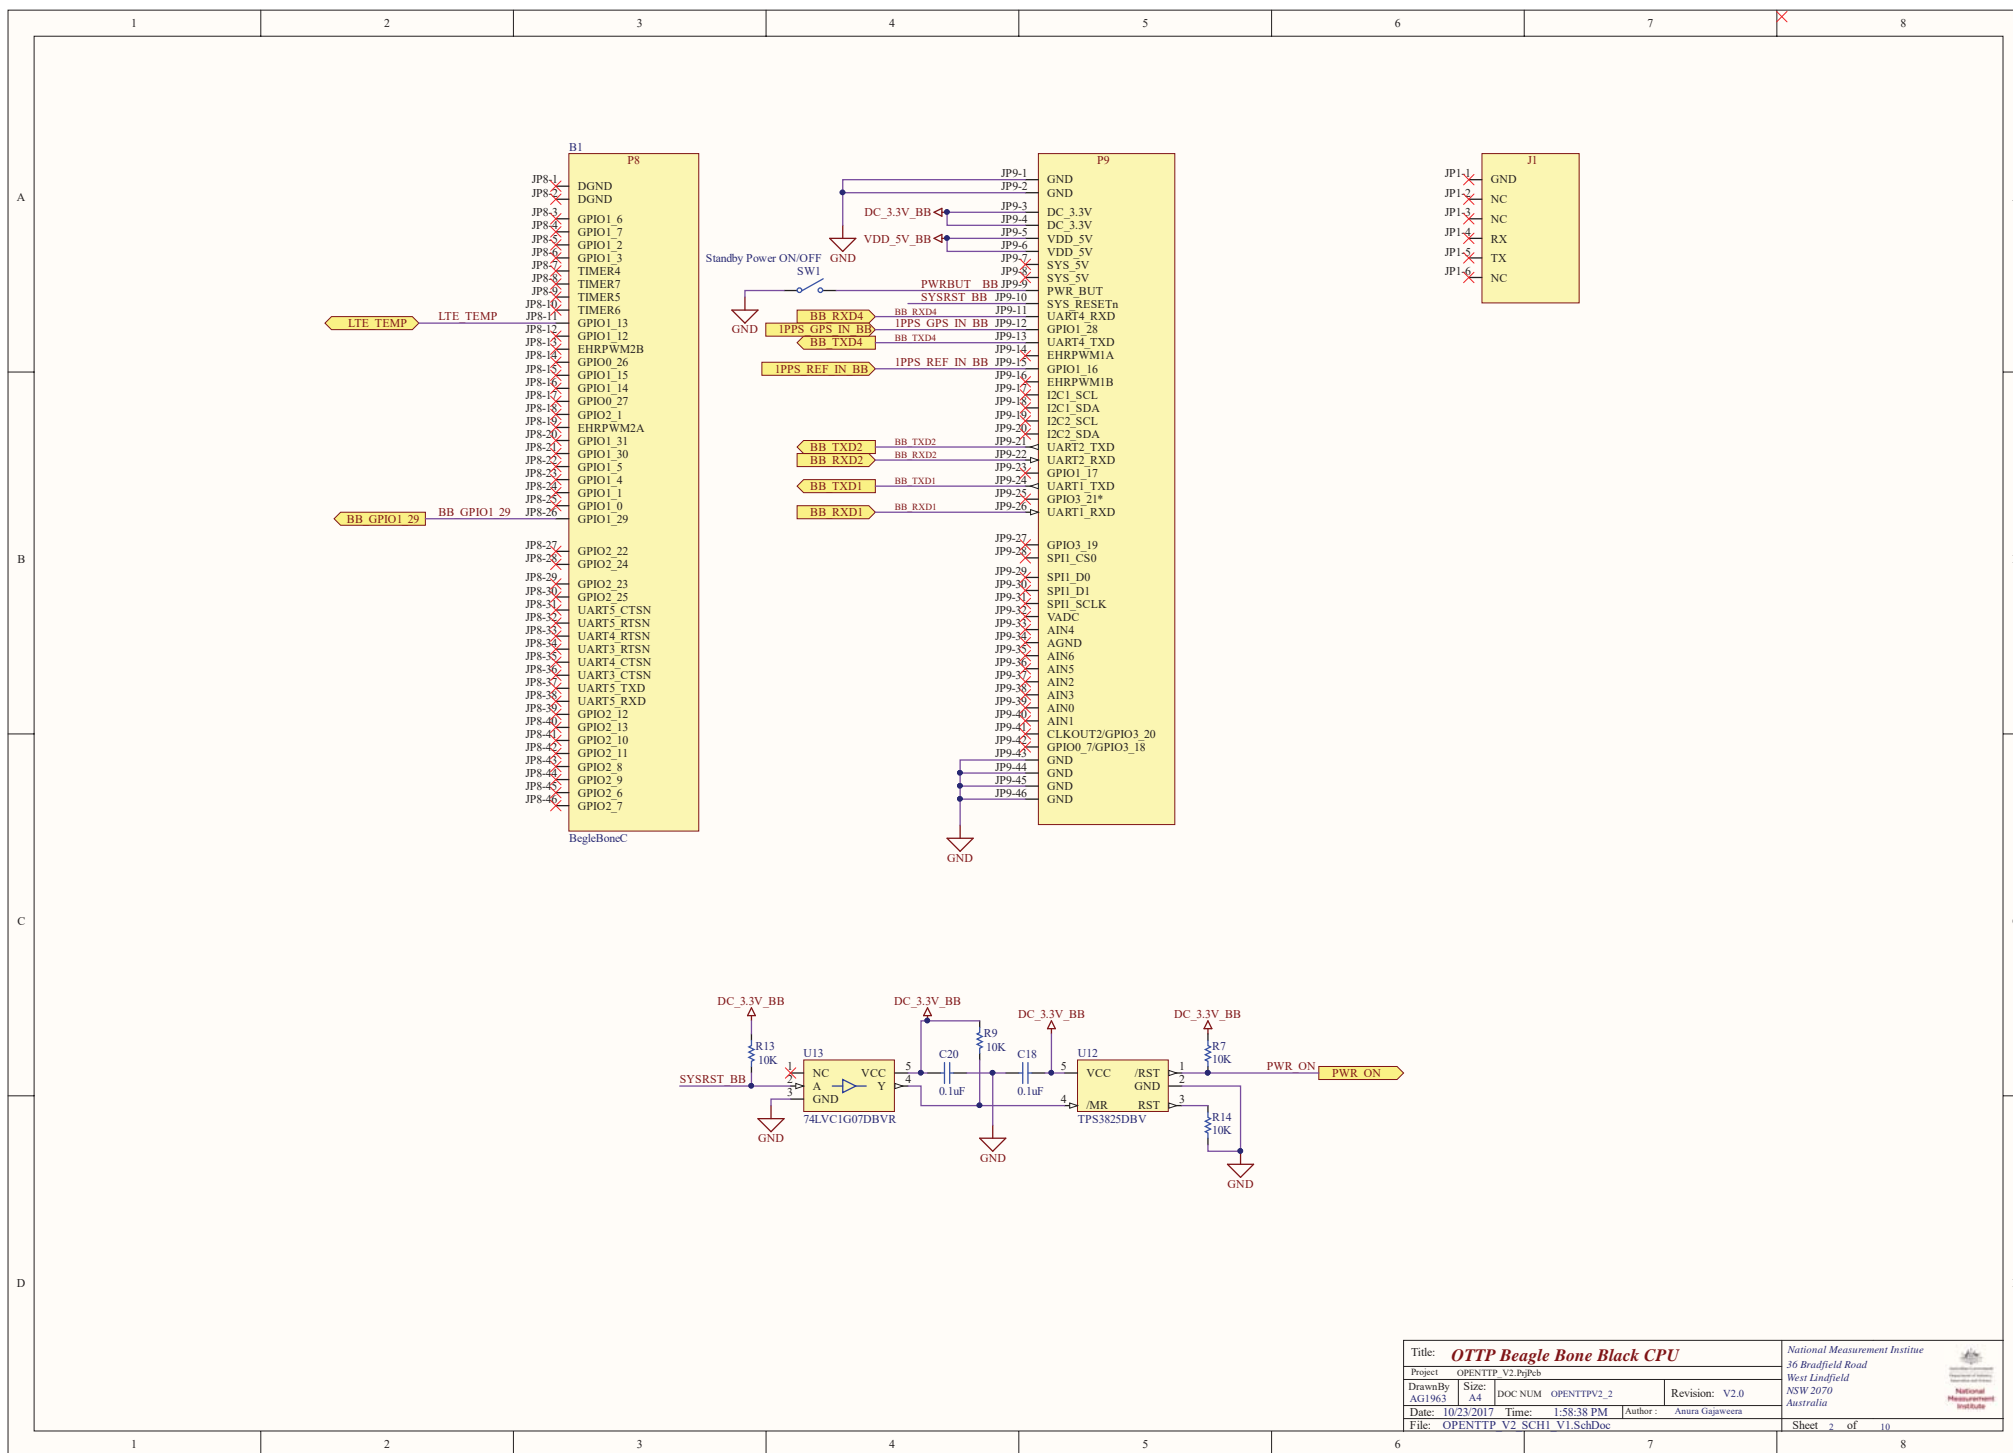 1 2 3 4 5 6 7 8
A
B
C
D
B1
P8
JP8-1 DGND
JP8-2 DGND
JP8-3 GPIO1_6
JP8-4 GPIO1_7
JP8-5 GPIO1_2
JP8-6 GPIO1_3
JP8-7 TIMER4
JP8-8 TIMER7
JP8-9 TIMER5
JP8-10 TIMER6
LTE_TEMP LTE_TEMP JP8-11 GPIO1_13
JP8-12 GPIO1_12
JP8-13 EHRPWM2B
JP8-14 GPIO0_26
JP8-15 GPIO1_15
JP8-16 GPIO1_14
JP8-17 GPIO0_27
JP8-18 GPIO2_1
JP8-19 EHRPWM2A
JP8-20 GPIO1_31
JP8-21 GPIO1_30
JP8-22 GPIO1_5
JP8-23 GPIO1_4
JP8-24 GPIO1_1
JP8-25 GPIO1_0
BB_GPIO1_29 BB_GPIO1_29 JP8-26 GPIO1_29
JP8-27 GPIO2_22
JP8-28 GPIO2_24
JP8-29 GPIO2_23
JP8-30 GPIO2_25
JP8-31 UART5_CTSN
JP8-32 UART5_RTSN
JP8-33 UART4_RTSN
JP8-34 UART3_RTSN
JP8-35 UART4_CTSN
JP8-36 UART3_CTSN
JP8-37 UART5_TXD
JP8-38 UART5_RXD
JP8-39 GPIO2_12
JP8-40 GPIO2_13
JP8-41 GPIO2_10
JP8-42 GPIO2_11
JP8-43 GPIO2_8
JP8-44 GPIO2_9
JP8-45 GPIO2_6
JP8-46 GPIO2_7
BegleBoneC
P9
JP9-1 GND
JP9-2 GND
DC_3.3V_BB JP9-3 DC_3.3V
JP9-4 DC_3.3V
VDD_5V_BB JP9-5 VDD_5V
JP9-6 VDD_5V
GND
Standby Power ON/OFF
SW1
GND
JP9-7 SYS_5V
JP9-8 SYS_5V
PWRBUT_BB JP9-9 PWR_BUT
SYSRST_BB JP9-10 SYS_RESETn
BB_RXD4 BB_RXD4 JP9-11 UART4_RXD
1PPS_GPS_IN_BB 1PPS_GPS_IN_BB JP9-12 GPIO1_28
BB_TXD4 BB_TXD4 JP9-13 UART4_TXD
JP9-14 EHRPWM1A
1PPS_REF_IN_BB 1PPS_REF_IN_BB JP9-15 GPIO1_16
JP9-16 EHRPWM1B
JP9-17 I2C1_SCL
JP9-18 I2C1_SDA
JP9-19 I2C2_SCL
JP9-20 I2C2_SDA
BB_TXD2 BB_TXD2 JP9-21 UART2_TXD
BB_RXD2 BB_RXD2 JP9-22 UART2_RXD
JP9-23 GPIO1_17
BB_TXD1 BB_TXD1 JP9-24 UART1_TXD
JP9-25 GPIO3_21*
BB_RXD1 BB_RXD1 JP9-26 UART1_RXD
JP9-27 GPIO3_19
JP9-28 SPI1_CS0
JP9-29 SPI1_D0
JP9-30 SPI1_D1
JP9-31 SPI1_SCLK
JP9-32 VADC
JP9-33 AIN4
JP9-34 AGND
JP9-35 AIN6
JP9-36 AIN5
JP9-37 AIN2
JP9-38 AIN3
JP9-39 AIN0
JP9-40 AIN1
JP9-41 CLKOUT2/GPIO3_20
JP9-42 GPIO0_7/GPIO3_18
JP9-43 GND
JP9-44 GND
JP9-45 GND
JP9-46 GND
GND
J1
JP1-1 GND
JP1-2 NC
JP1-3 NC
JP1-4 RX
JP1-5 TX
JP1-6 NC
DC_3.3V_BB DC_3.3V_BB DC_3.3V_BB DC_3.3V_BB
R13
10K
R9
10K
R7
10K
R14
10K
C20
0.1uF
C18
0.1uF
SYSRST_BB
U13
1 NC VCC 5
2 A Y 4
3 GND
74LVC1G07DBVR
GND
GND
U12
5 VCC /RST 1
GND 2
4 /MR RST 3
TPS3825DBV
PWR_ON PWR_ON
GND
Title: OTTP Beagle Bone Black CPU
Project OPENTTP_V2.PrjPcb
DrawnBy AG1963
Size: A4
DOC NUM OPENTTPV2_2
Revision: V2.0
Date: 10/23/2017 Time: 1:58:38 PM Author : Anura Gajaweera
File: OPENTTP_V2_SCH1_V1.SchDoc
National Measurement Institue
36 Bradfield Road
West Lindfield
NSW 2070
Australia
National
Measurement
Institute
Sheet 2 of 10
1 2 3 4 5 6 7 8